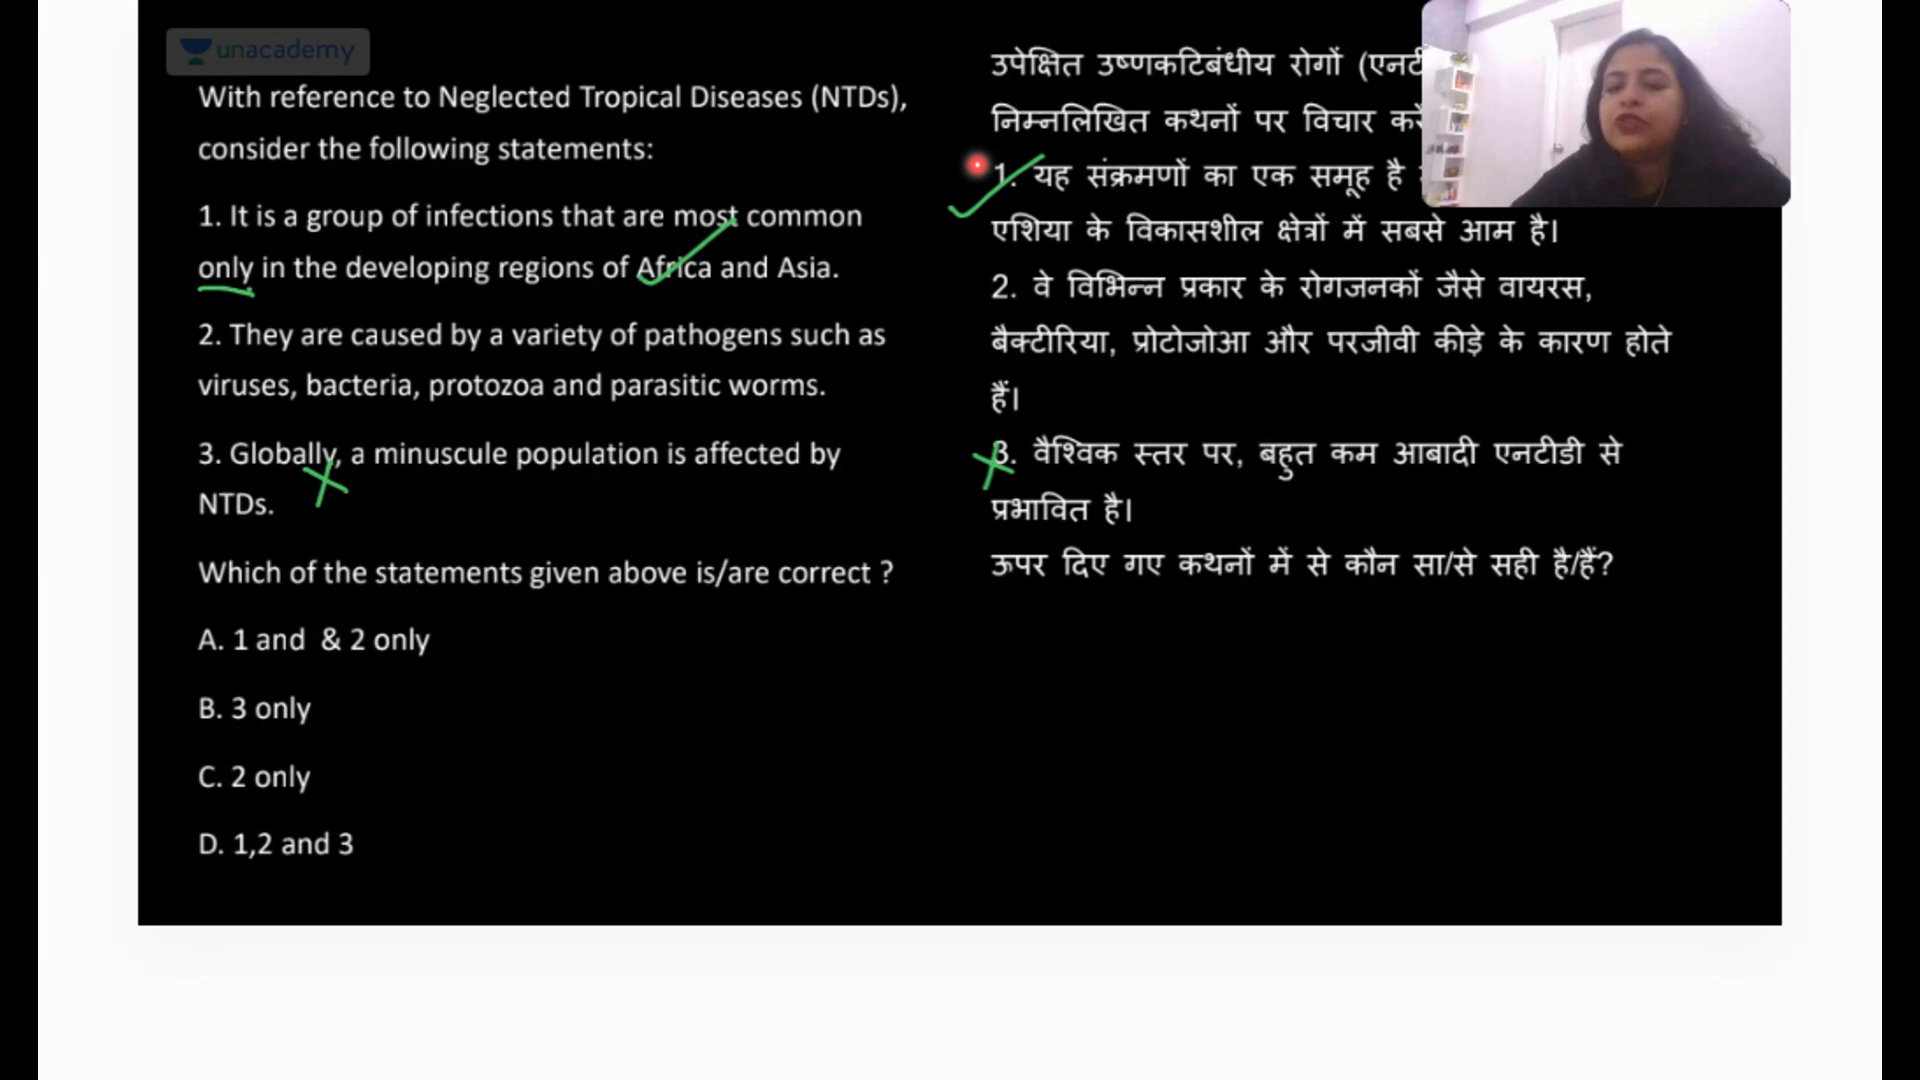 unacademy
With reference to Neglected Tropical Diseases (NTDs),
consider the following statements:
1. It is a group of infections that are most common
only in the developing regions of Africa and Asia.
2. They are caused by a variety of pathogens such as
viruses, bacteria, protozoa and parasitic worms.
3. Globally, a minuscule population is affected by
NTDs.
Which of the statements given above is/are correct ?
A. 1 and & 2 only
B. 3 only
C. 2 only
D. 1,2 and 3
उपेक्षित उष्णकटिबंधीय रोगों
निम्नलिखित कथनों पर विचार करें
1. यह संक्रमणों का एक समूह है
एशिया के विकासशील क्षेत्रों में सबसे आम है।
2. वे विभिन्न प्रकार के रोगजनकों जैसे वायरस,
बैक्टीरिया, प्रोटोजोआ और परजीवी कीड़े के कारण होते
हैं।
3. वैश्विक स्तर पर, बहुत कम आबादी एनटीडी से
प्रभावित है।
ऊपर दिए गए कथनों में से कौन सा/से सही है/हैं?